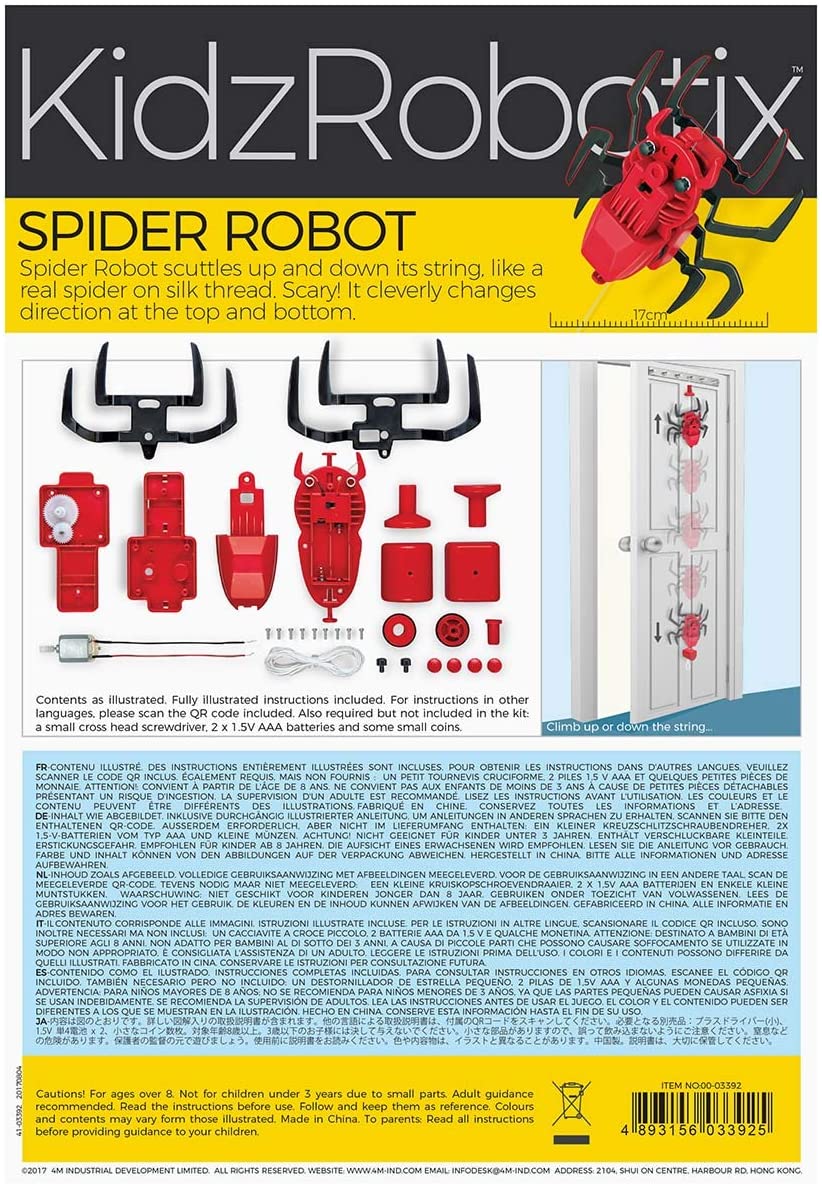 KidzRobotix™
SPIDER ROBOT
Spider Robot scuttles up and down its string, like a
real spider on silk thread. Scary! It cleverly changes
direction at the top and bottom.
17cm
Contents as illustrated. Fully illustrated instructions included. For instructions in other
languages, please scan the QR code included. Also required but not included in the kit:
a small cross head screwdriver, 2 x 1.5V AAA batteries and some small coins.
Climb up or down the string...
FR-CONTENU ILLUSTRÉ. DES INSTRUCTIONS ENTIÈREMENT ILLUSTRÉES SONT INCLUSES. POUR OBTENIR LES INSTRUCTIONS DANS D'AUTRES LANGUES, VEUILLEZ
SCANNER LE CODE QR INCLUS. ÉGALEMENT REQUIS, MAIS NON FOURNIS : UN PETIT TOURNEVIS CRUCIFORME, 2 PILES 1,5 V AAA ET QUELQUES PETITES PIÈCES DE
MONNAIE. ATTENTION! CONVIENT À PARTIR DE L'ÂGE DE 8 ANS. NE CONVIENT PAS AUX ENFANTS DE MOINS DE 3 ANS À CAUSE DE PETITES PIÈCES DÉTACHABLES
PRÉSENTANT UN RISQUE D'INGESTION. LA SUPERVISION D'UN ADULTE EST RECOMMANDÉ. LISEZ LES INSTRUCTIONS AVANT L'UTILISATION. LES COULEURS ET LE
CONTENU PEUVENT ÊTRE DIFFÉRENTS DES ILLUSTRATIONS. FABRIQUÉ EN CHINE. CONSERVEZ TOUTES LES INFORMATIONS ET L'ADRESSE.
DE-INHALT WIE ABGEBILDET. INKLUSIVE DURCHGÄNGIG ILLUSTRIERTER ANLEITUNG. UM ANLEITUNGEN IN ANDEREN SPRACHEN ZU ERHALTEN, SCANNEN SIE BITTE DEN
ENTHALTENEN QR-CODE. AUSSERDEM ERFORDERLICH, ABER NICHT IM LIEFERUMFANG ENTHALTEN: EIN KLEINER KREUZSCHLITZSCHRAUBENDREHER, 2X
1,5-V-BATTERIEN VOM TYP AAA UND KLEINE MÜNZEN. ACHTUNG! NICHT GEEIGNET FÜR KINDER UNTER 3 JAHREN. ENTHÄLT VERSCHLUCKBARE KLEINTEILE.
ERSTICKUNGSGEFAHR. EMPFOHLEN FÜR KINDER AB 8 JAHREN. DIE AUFSICHT EINES ERWACHSENEN WIRD EMPFOHLEN. LESEN SIE DIE ANLEITUNG VOR GEBRAUCH.
FARBE UND INHALT KÖNNEN VON DEN ABBILDUNGEN AUF DER VERPACKUNG ABWEICHEN. HERGESTELLT IN CHINA. BITTE ALLE INFORMATIONEN UND ADRESSE
AUFBEWAHREN.
NL-INHOUD ZOALS AFGEBEELD. VOLLEDIGE GEBRUIKSAANWIJZING MET AFBEELDINGEN MEEGELEVERD. VOOR DE GEBRUIKSAANWIJZING IN EEN ANDERE TAAL, SCAN DE
MEEGELEVERDE QR-CODE. TEVENS NODIG MAAR NIET MEEGELEVERD: EEN KLEINE KRUISKOPSCHROEVENDRAAIER, 2 X 1.5V AAA BATTERIJEN EN ENKELE KLEINE
MUNTSTUKKEN. WAARSCHUWING: NIET GESCHIKT VOOR KINDEREN JONGER DAN 8 JAAR. GEBRUIKEN ONDER TOEZICHT VAN VOLWASSENEN. LEES DE
GEBRUIKSAANWIJZING VOOR HET GEBRUIK. DE KLEUREN EN DE INHOUD KUNNEN AFWIJKEN VAN DE AFBEELDINGEN. GEFABRICEERD IN CHINA. ALLE INFORMATIE EN
ADRES BEWAREN.
IT-IL CONTENUTO CORRISPONDE ALLE IMMAGINI. ISTRUZIONI ILLUSTRATE INCLUSE. PER LE ISTRUZIONI IN ALTRE LINGUE, SCANSIONARE IL CODICE QR INCLUSO. SONO
INOLTRE NECESSARI MA NON INCLUSI: UN CACCIAVITE A CROCE PICCOLO, 2 BATTERIE AAA DA 1,5 V E QUALCHE MONETINA. ATTENZIONE: DESTINATO A BAMBINI DI ETÀ
SUPERIORE AGLI 8 ANNI. NON ADATTO PER BAMBINI AL DI SOTTO DEI 3 ANNI, A CAUSA DI PICCOLE PARTI CHE POSSONO CAUSARE SOFFOCAMENTO SE UTILIZZATE IN
MODO NON APPROPRIATO. È CONSIGLIATA L'ASSISTENZA DI UN ADULTO. LEGGERE LE ISTRUZIONI PRIMA DELL'USO. I COLORI E I CONTENUTI POSSONO DIFFERIRE DA
QUELLI ILLUSTRATI. FABBRICATO IN CINA. CONSERVARE LE ISTRUZIONI PER CONSULTAZIONE FUTURA.
ES-CONTENIDO COMO EL ILUSTRADO. INSTRUCCIONES COMPLETAS INCLUIDAS. PARA CONSULTAR INSTRUCCIONES EN OTROS IDIOMAS, ESCANEE EL CÓDIGO QR
INCLUIDO. TAMBIÉN NECESARIO PERO NO INCLUIDO: UN DESTORNILLADOR DE ESTRELLA PEQUEÑO, 2 PILAS DE 1.5V AAA Y ALGUNAS MONEDAS PEQUEÑAS.
ADVERTENCIA: PARA NIÑOS MAYORES DE 8 AÑOS; NO SE RECOMIENDA PARA NIÑOS MENORES DE 3 AÑOS, YA QUE LAS PARTES PEQUEÑAS PUEDEN CAUSAR ASFIXIA SI
SE USAN INDEBIDAMENTE. SE RECOMIENDA LA SUPERVISIÓN DE ADULTOS. LEA LAS INSTRUCCIONES ANTES DE USAR EL JUEGO. EL COLOR Y EL CONTENIDO PUEDEN SER
DIFERENTES A LOS QUE SE MUESTRAN EN LA ILUSTRACIÓN. HECHO EN CHINA. CONSERVE ESTA INFORMACIÓN HASTA EL FIN DE SU USO.
JA-内容は図のとおりです。詳しい図解入りの取扱説明書が含まれます。他の言語による取扱説明書は、付属のQRコードをスキャンしてください。必要となる別売品：プラスドライバー(小)、
1.5V 単4電池 x 2、小さなコイン数枚。対象年齢8歳以上。3歳以下のお子様には決して与えないでください。小さな部品がありますので、誤って飲み込まないようにご注意ください。窒息など
の危険があります。保護者の監督の元で遊びましょう。使用前に説明書をお読みください。色や内容物は、イラストと異なることがあります。中国製。説明書は、大切に保管してください。
41-03392 20170804
Cautions! For ages over 8. Not for children under 3 years due to small parts. Adult guidance
recommended. Read the instructions before use. Follow and keep them as reference. Colours
and contents may vary form those illustrated. Made in China. To parents: Read all instructions
before providing guidance to your children.
ITEM NO:00-03392
4 893156 033925
©2017 4M INDUSTRIAL DEVELOPMENT LIMITED. ALL RIGHTS RESERVED. WEBSITE: WWW.4M-IND.COM EMAIL: INFODESK@4M-IND.COM ADDRESS: 2104, SHUI ON CENTRE, HARBOUR RD, HONG KONG.